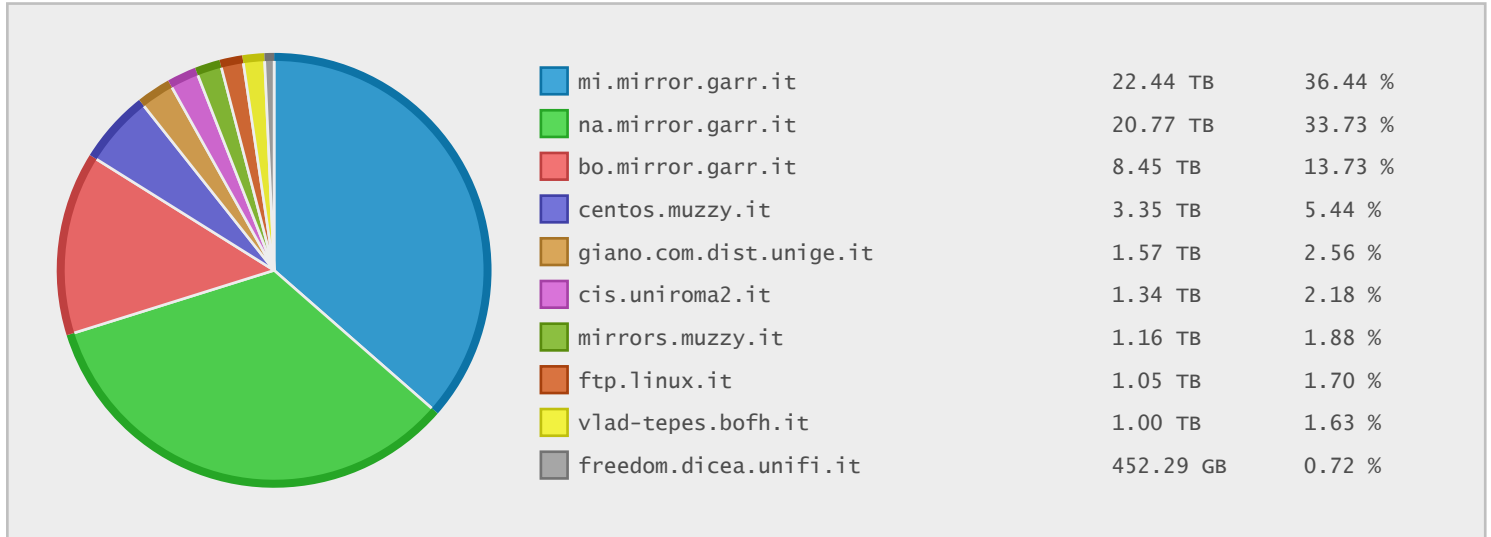 mi.mirror.garr.it 22.44 TB 36.44 %
na.mirror.garr.it 20.77 TB 33.73 %
bo.mirror.garr.it 8.45 TB 13.73 %
centos.muzzy.it 3.35 TB 5.44 %
giano.com.dist.unige.it 1.57 TB 2.56 %
cis.uniroma2.it 1.34 TB 2.18 %
mirrors.muzzy.it 1.16 TB 1.88 %
ftp.linux.it 1.05 TB 1.70 %
vlad-tepes.bofh.it 1.00 TB 1.63 %
freedom.dicea.unifi.it 452.29 GB 0.72 %